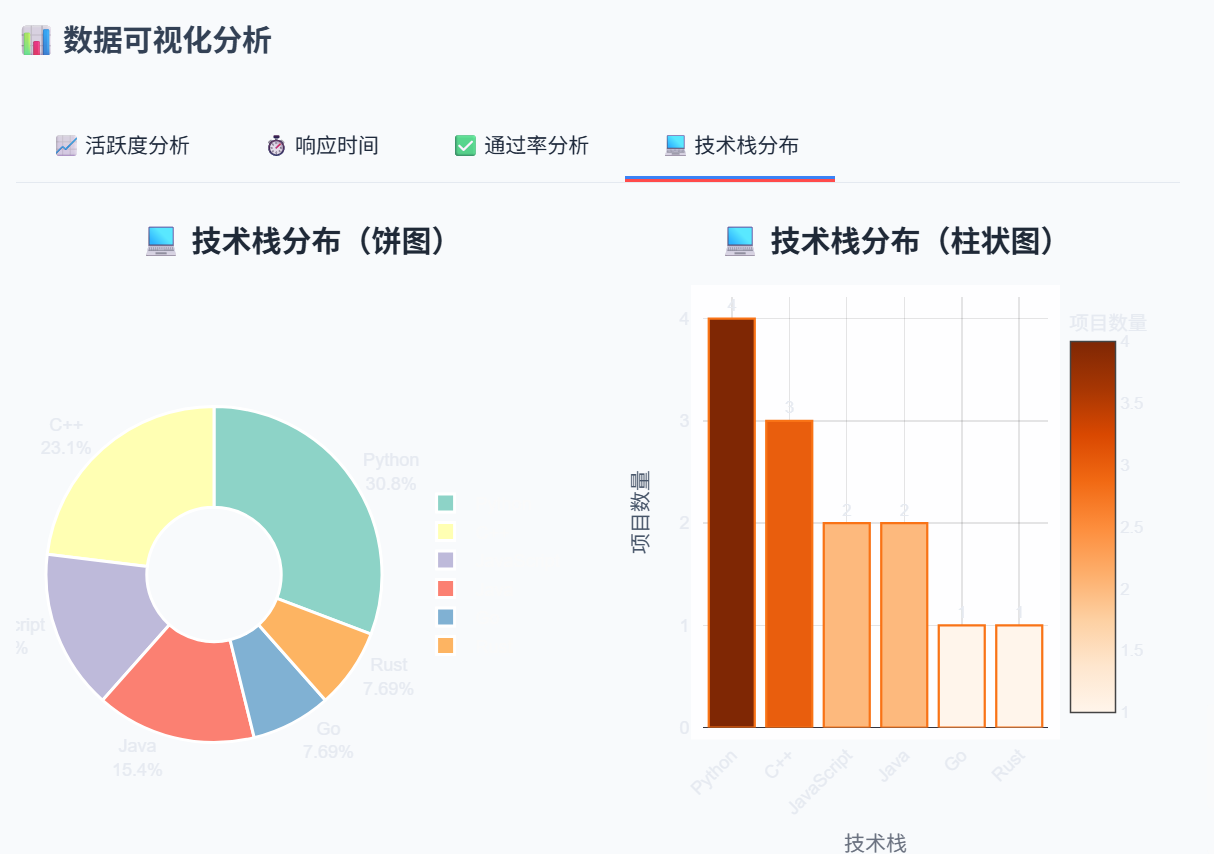 数据可视化分析
活跃度分析
响应时间
通过率分析
技术栈分布
技术栈分布（饼图）
C++
23.1%
Python
30.8%
cript
%
Rust
7.69%
Go
7.69%
Java
15.4%
技术栈分布（柱状图）
项目数量
4
3
2
1
0
4
3
2
2
1
1
Python
C++
JavaScript
Java
Go
Rust
技术栈
项目数量
4
3.5
3
2.5
2
1.5
1